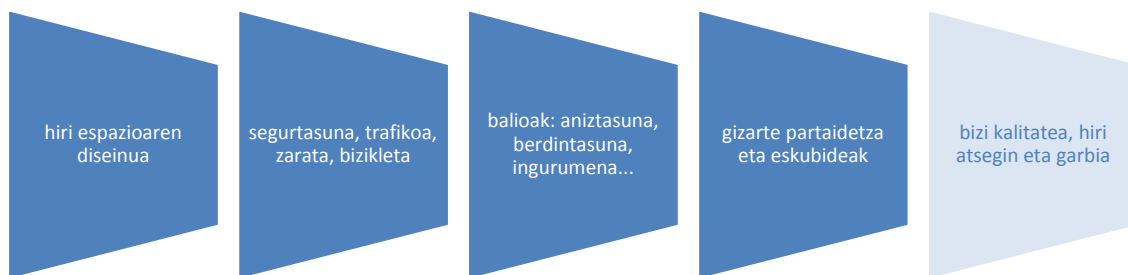 hiri espazioaren
diseinua
segurtasuna, trafikoa,
zarata, bizikleta
balioak: aniztasuna,
berdintasuna,
ingurumena...
gizarte partaidetza
eta eskubideak
bizi kalitatea, hiri
atsegin eta garbia